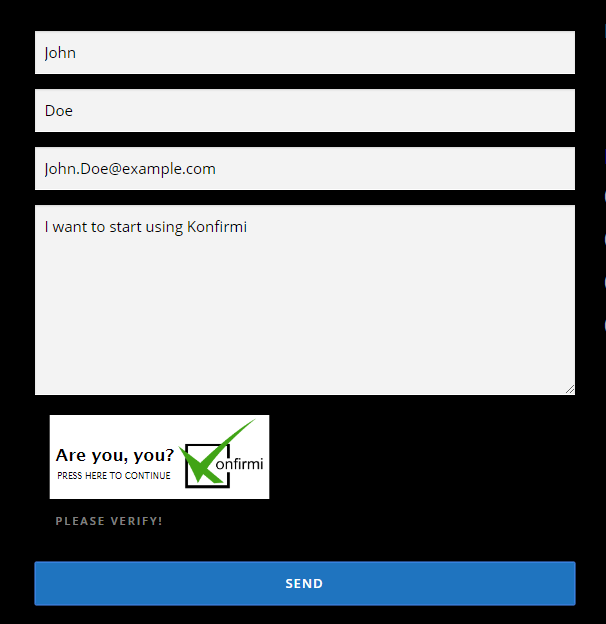 John
Doe
John.Doe@example.com
I want to start using Konfirmi
Are you, you?
PRESS HERE TO CONTINUE
onfirmi
PLEASE VERIFY!
SEND